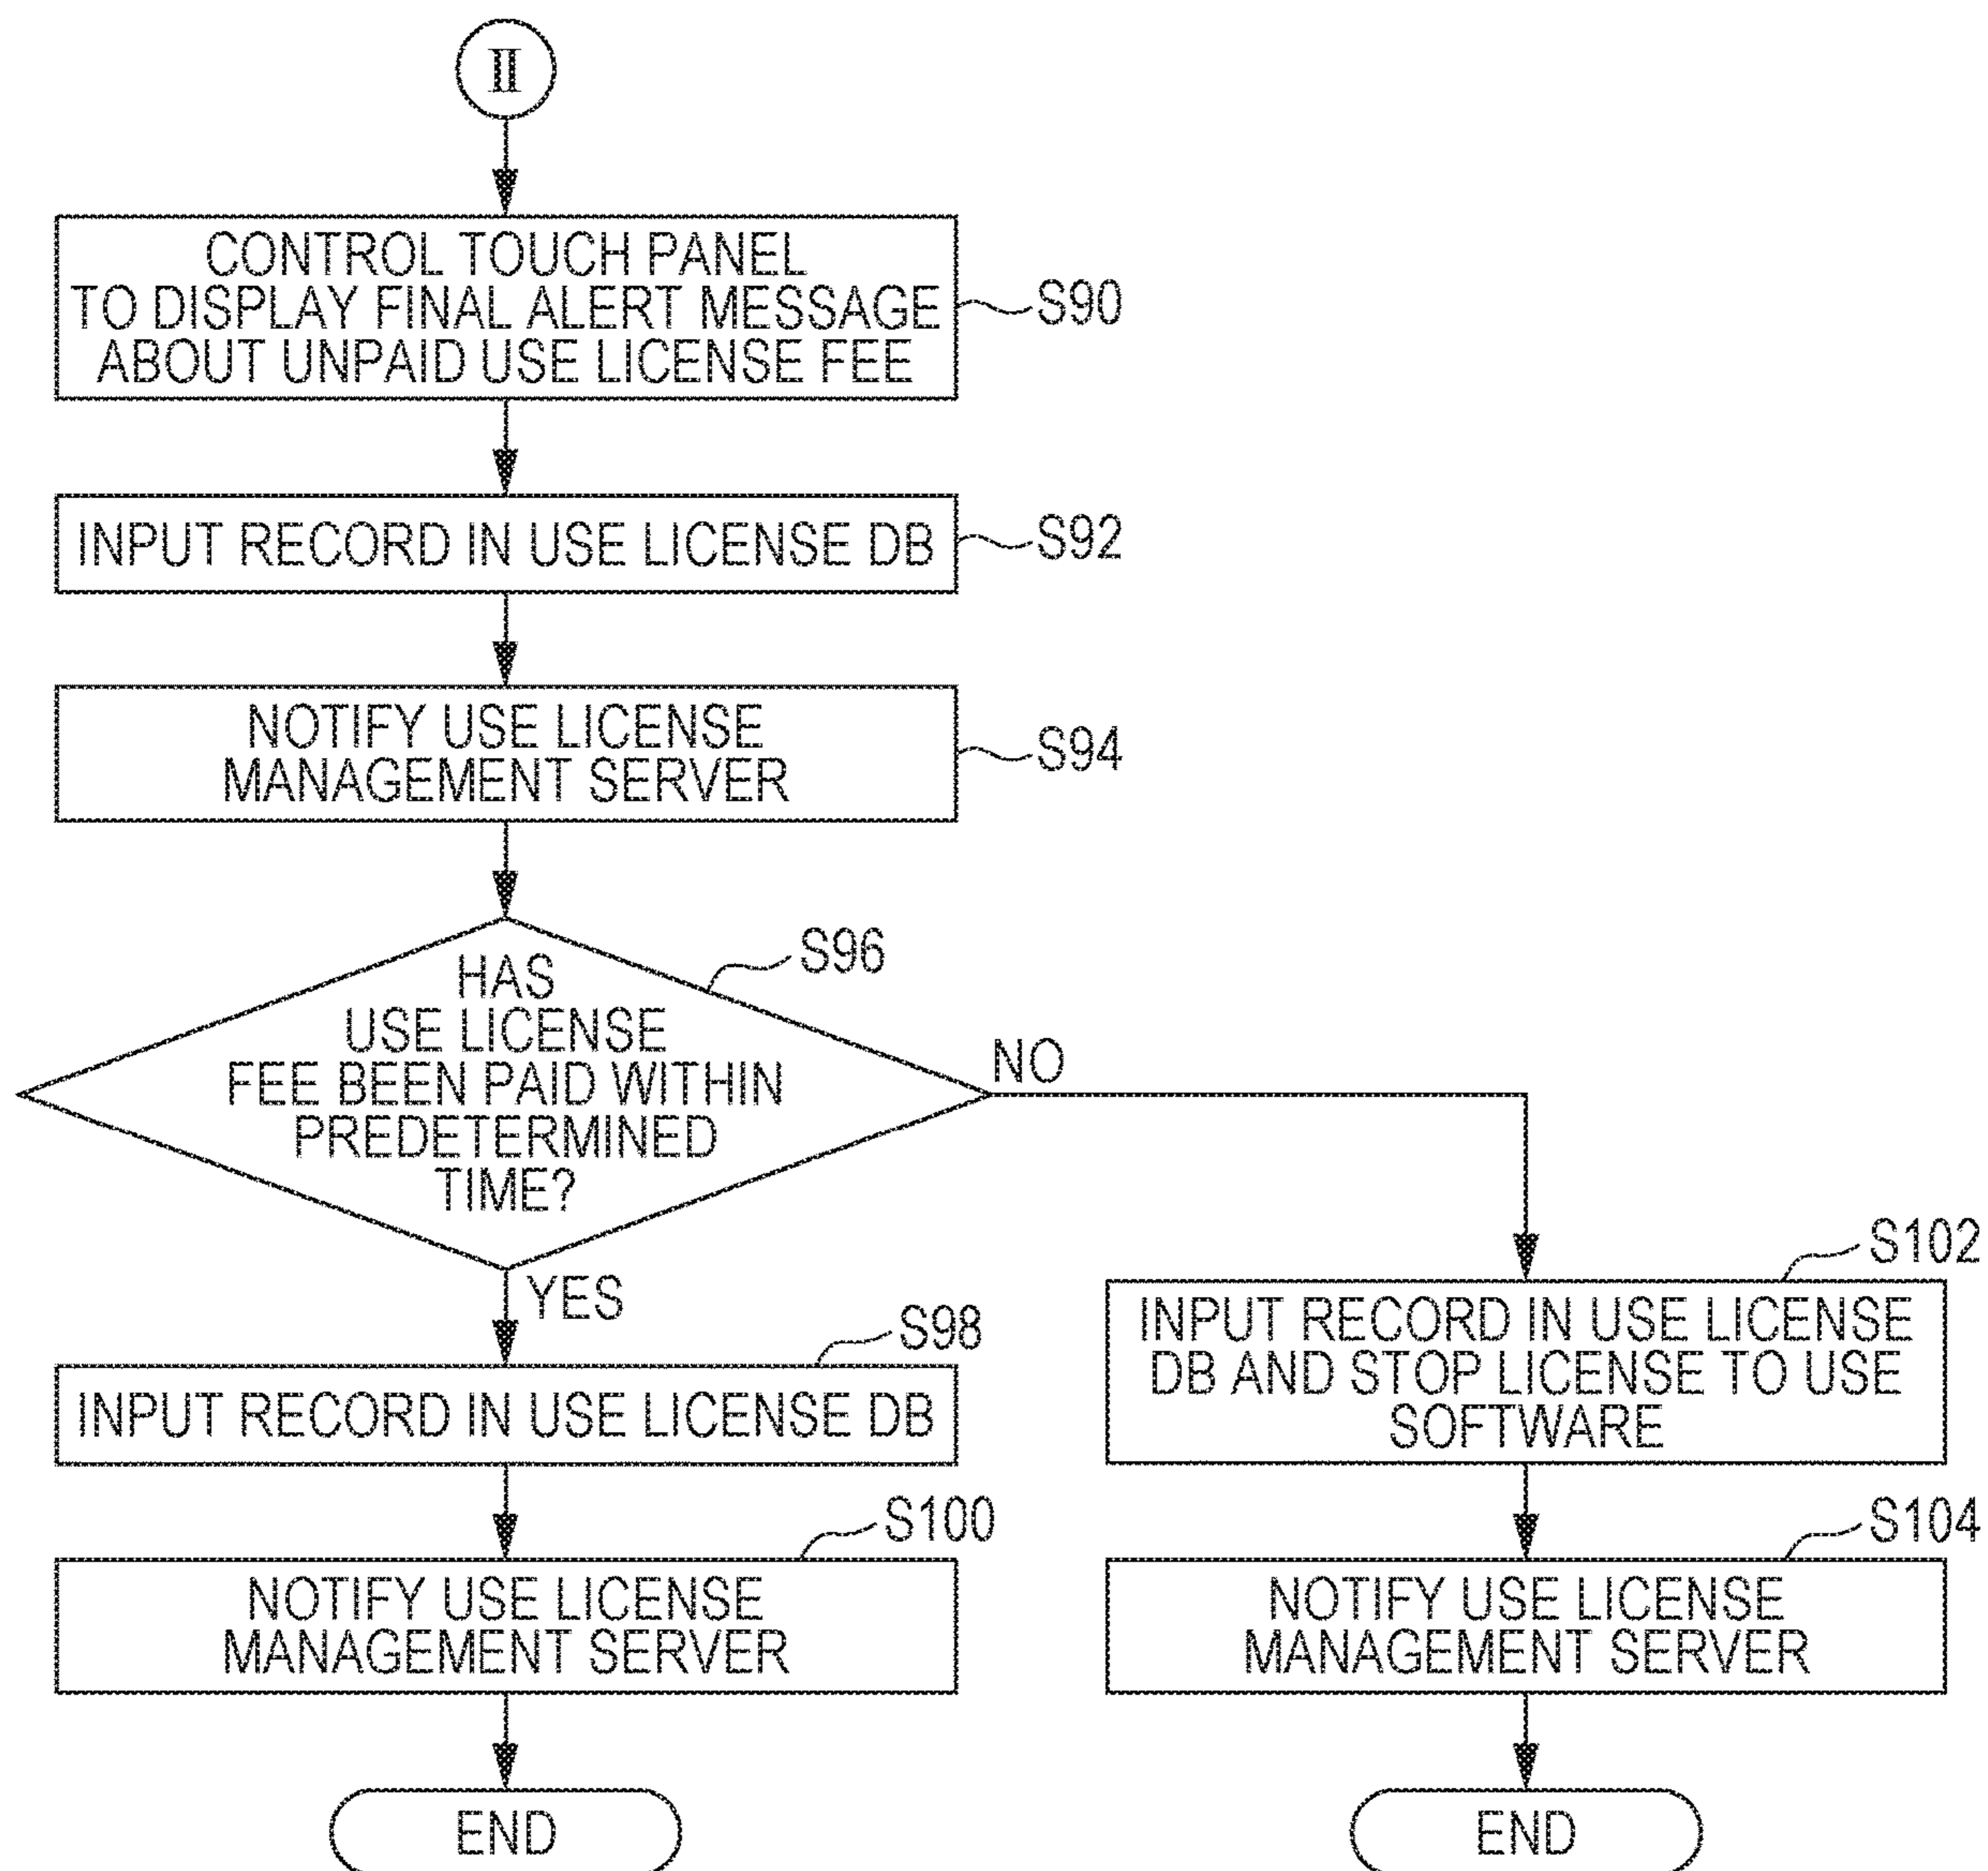 II
CONTROL TOUCH PANEL
TO DISPLAY FINAL ALERT MESSAGE
ABOUT UNPAID USE LICENSE FEE
S90
INPUT RECORD IN USE LICENSE DB
S92
NOTIFY USE LICENSE
MANAGEMENT SERVER
S94
HAS
USE LICENSE
FEE BEEN PAID WITHIN
PREDETERMINED
TIME?
S96
NO
YES
S98
INPUT RECORD IN USE LICENSE DB
S100
NOTIFY USE LICENSE
MANAGEMENT SERVER
END
S102
INPUT RECORD IN USE LICENSE
DB AND STOP LICENSE TO USE
SOFTWARE
S104
NOTIFY USE LICENSE
MANAGEMENT SERVER
END